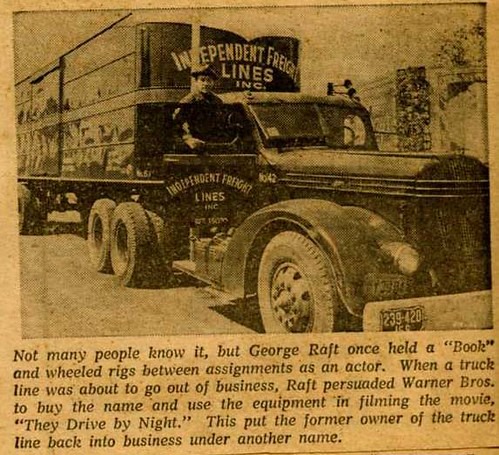 INDEPENDENT FREIGHT
LINES
INC.
INDEPENDENT FREIGHT
LINES
INC.
No 42
239-420
Not many people know it, but George Raft once held a "Book"
and wheeled rigs between assignments as an actor. When a truck
line was about to go out of business, Raft persuaded Warner Bros.
to buy the name and use the equipment in filming the movie,
"They Drive by Night." This put the former owner of the truck
line back into business under another name.